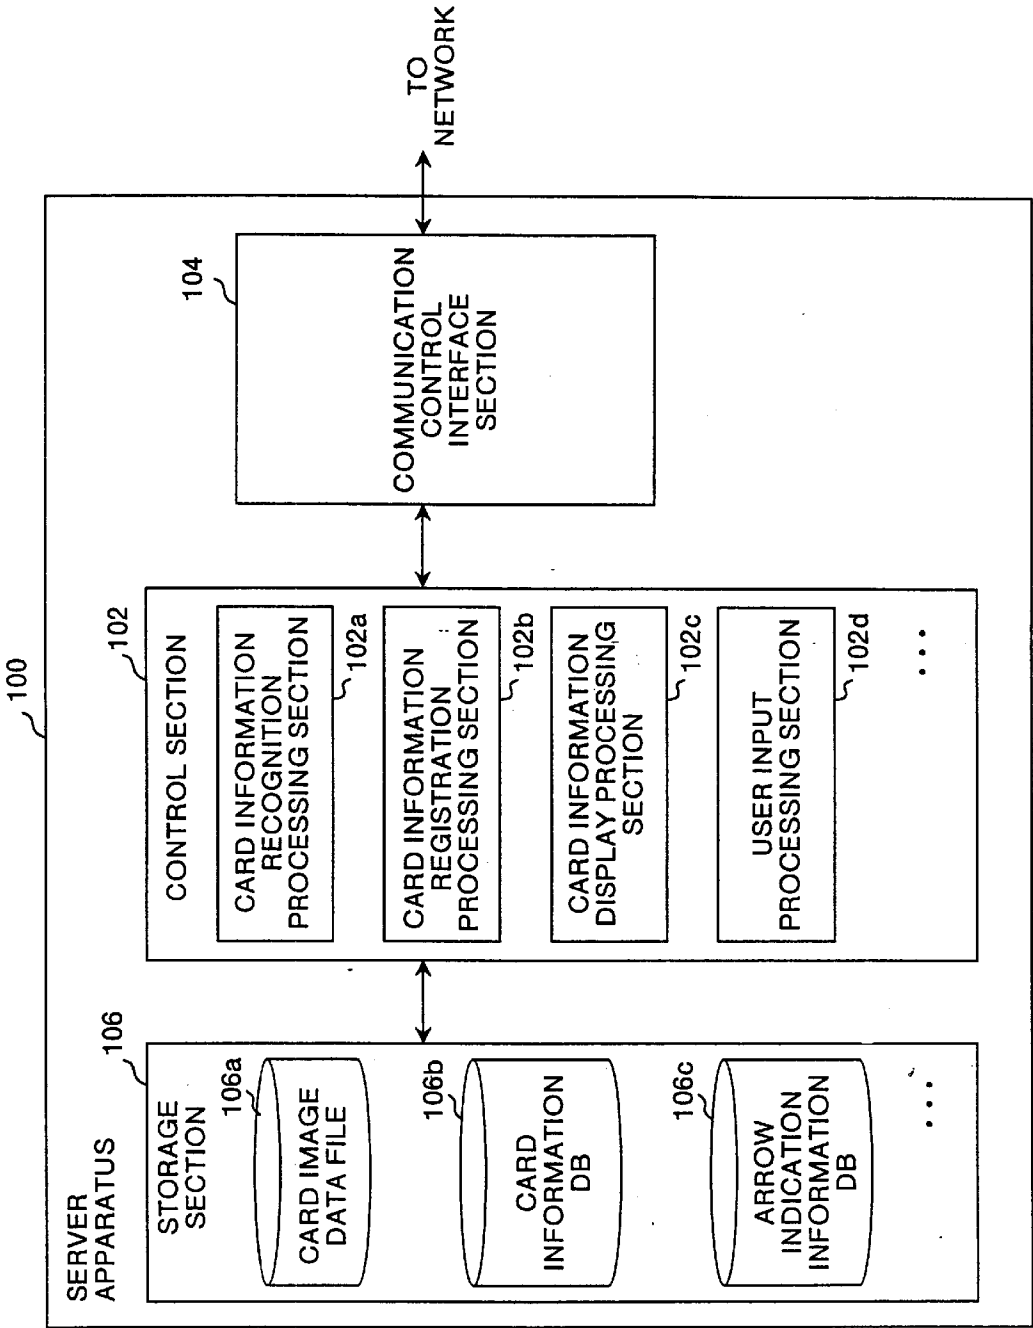 100
SERVER
APPARATUS
106
STORAGE
SECTION
106a
CARD IMAGE
DATA FILE
106b
CARD
INFORMATION
DB
106c
ARROW
INDICATION
INFORMATION
DB
...
102
CONTROL SECTION
CARD INFORMATION
RECOGNITION
PROCESSING SECTION
102a
CARD INFORMATION
REGISTRATION
PROCESSING SECTION
102b
CARD INFORMATION
DISPLAY PROCESSING
SECTION
102c
USER INPUT
PROCESSING SECTION
102d
...
104
COMMUNICATION
CONTROL
INTERFACE
SECTION
TO
NETWORK